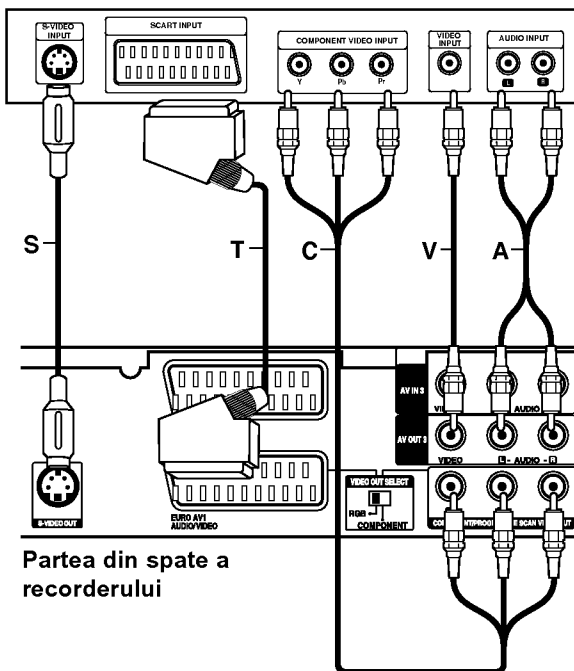 S-VIDEO
INPUT
SCART INPUT
COMPONENT VIDEO INPUT
Y
Pb
Pr
VIDEO
INPUT
AUDIO INPUT
L
R
S
T
C
V
A
AV IN 3
AUDIO
AV OUT 3
VIDEO
L - AUDIO - R
S-VIDEO OUT
EURO AV1
AUDIO/VIDEO
VIDEO OUT SELECT
RGB
COMPONENT
SCAN
Partea din spate a
recorderului